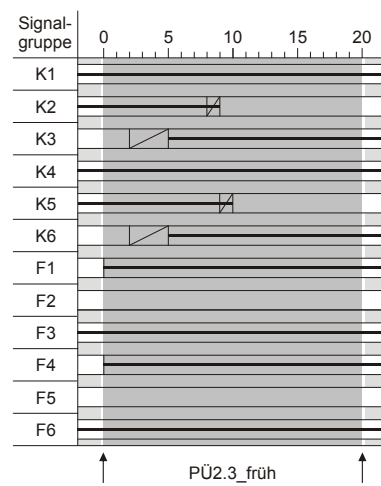 Signal-
gruppe
0 5 10 15 20
K1
K2
K3
K4
K5
K6
F1
F2
F3
F4
F5
F6
PÜ2.3_früh